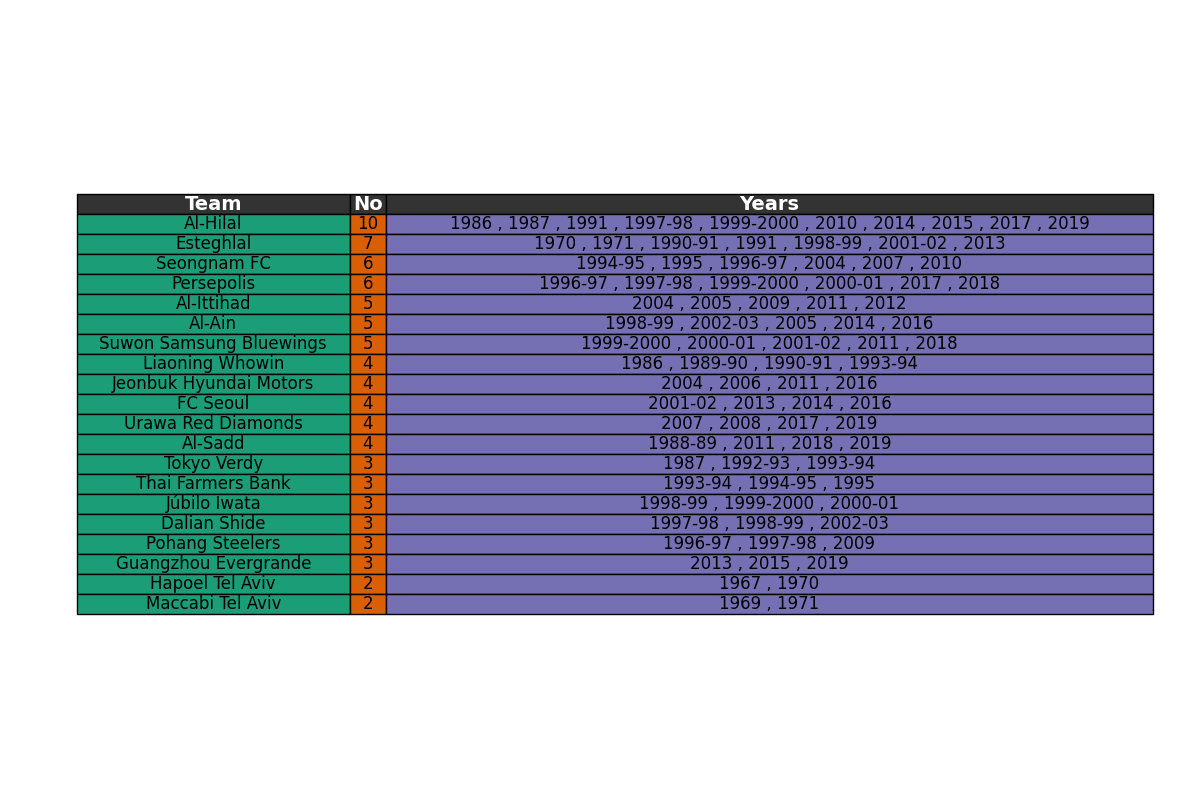 Team No Years
Al-Hilal 10 1986 , 1987 , 1991 , 1997-98 , 1999-2000 , 2010 , 2014 , 2015 , 2017 , 2019
Esteghlal 7 1970 , 1971 , 1990-91 , 1991 , 1998-99 , 2001-02 , 2013
Seongnam FC 6 1994-95 , 1995 , 1996-97 , 2004 , 2007 , 2010
Persepolis 6 1996-97 , 1997-98 , 1999-2000 , 2000-01 , 2017 , 2018
Al-Ittihad 5 2004 , 2005 , 2009 , 2011 , 2012
Al-Ain 5 1998-99 , 2002-03 , 2005 , 2014 , 2016
Suwon Samsung Bluewings 5 1999-2000 , 2000-01 , 2001-02 , 2011 , 2018
Liaoning Whowin 4 1986 , 1989-90 , 1990-91 , 1993-94
Jeonbuk Hyundai Motors 4 2004 , 2006 , 2011 , 2016
FC Seoul 4 2001-02 , 2013 , 2014 , 2016
Urawa Red Diamonds 4 2007 , 2008 , 2017 , 2019
Al-Sadd 4 1988-89 , 2011 , 2018 , 2019
Tokyo Verdy 3 1987 , 1992-93 , 1993-94
Thai Farmers Bank 3 1993-94 , 1994-95 , 1995
Júbilo Iwata 3 1998-99 , 1999-2000 , 2000-01
Dalian Shide 3 1997-98 , 1998-99 , 2002-03
Pohang Steelers 3 1996-97 , 1997-98 , 2009
Guangzhou Evergrande 3 2013 , 2015 , 2019
Hapoel Tel Aviv 2 1967 , 1970
Maccabi Tel Aviv 2 1969 , 1971